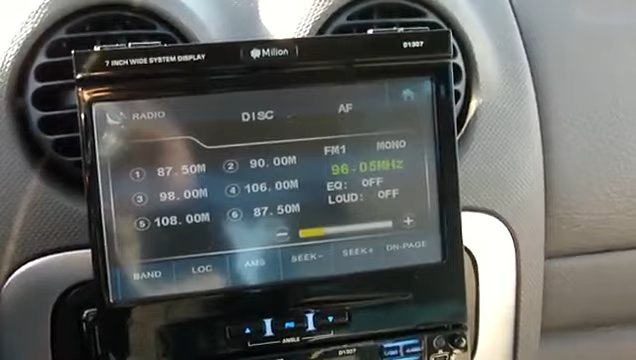 7 INCH WIDE SYSTEM DISPLAY Milion D1307
RADIO DISC AF
FM1 MONO
1 87.50M 2 90.00M 96-05MHz
3 98.00M 4 106.00M EQ: OFF
LOUD: OFF
5 108.00M 6 87.50M
− +
BAND LOC AMS SEEK- SEEK+ DN-PAGE
ANGLE
D1307